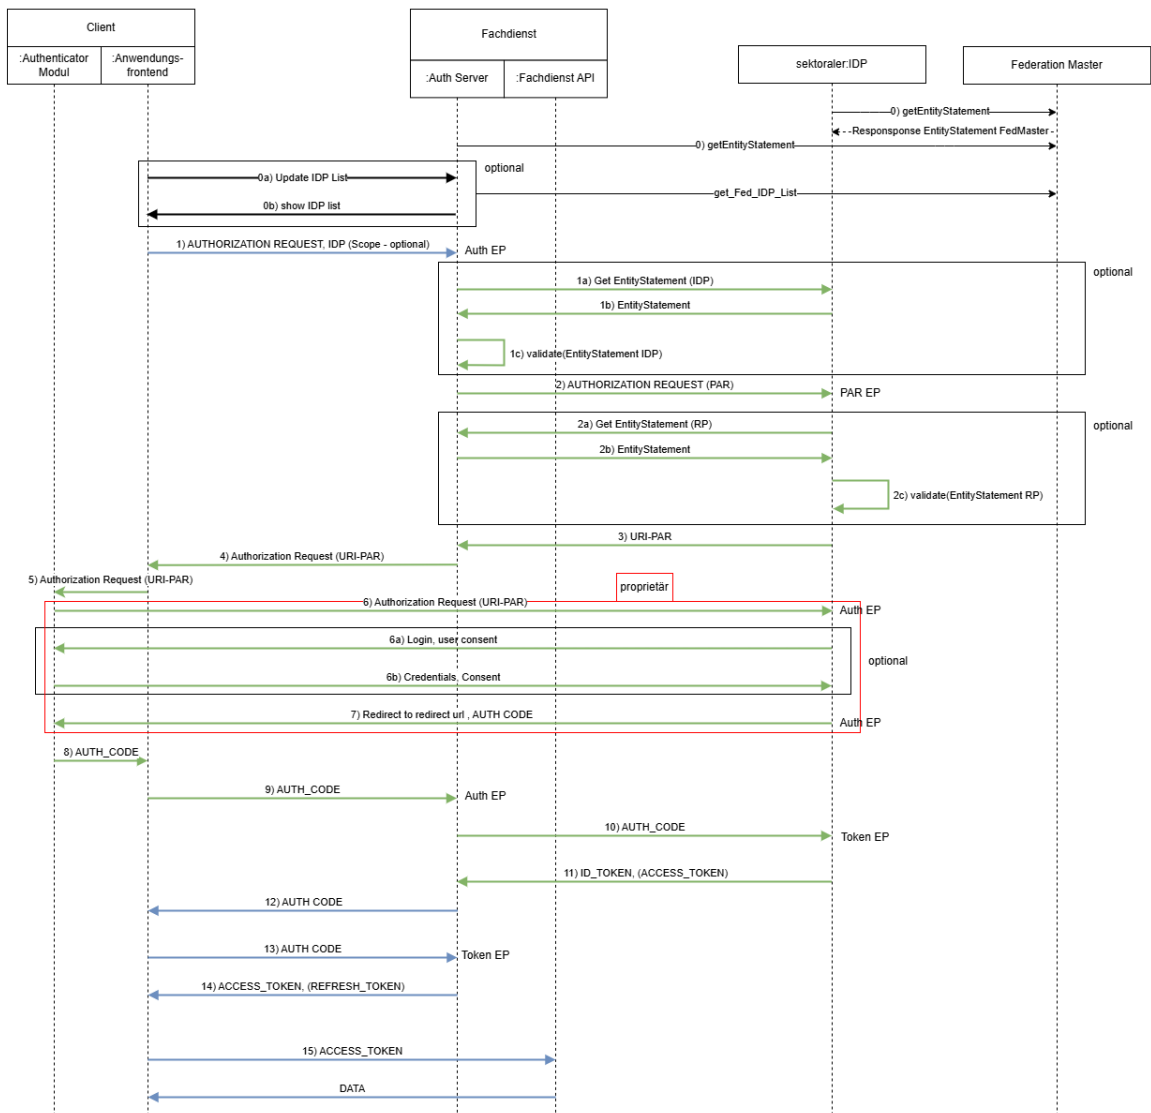 Client
Fachdienst
:Authenticator
Modul
:Anwendungs-
frontend
:Auth Server
:Fachdienst API
sektoraler:IDP
Federation Master
0) getEntityStatement
Responsponse EntityStatement FedMaster
0) getEntityStatement
optional
0a) Update IDP List
get_Fed_IDP_List
0b) show IDP list
1) AUTHORIZATION REQUEST, IDP (Scope - optional)
Auth EP
optional
1a) Get EntityStatement (IDP)
1b) EntityStatement
1c) validate(EntityStatement IDP)
2) AUTHORIZATION REQUEST (PAR)
PAR EP
optional
2a) Get EntityStatement (RP)
2b) EntityStatement
2c) validate(EntityStatement RP)
3) URI-PAR
4) Authorization Request (URI-PAR)
5) Authorization Request (URI-PAR)
proprietär
6) Authorization Request (URI-PAR)
Auth EP
6a) Login, user consent
optional
6b) Credentials, Consent
7) Redirect to redirect url , AUTH CODE
Auth EP
8) AUTH_CODE
9) AUTH_CODE
Auth EP
10) AUTH_CODE
Token EP
11) ID_TOKEN, (ACCESS_TOKEN)
12) AUTH CODE
13) AUTH CODE
Token EP
14) ACCESS_TOKEN, (REFRESH_TOKEN)
15) ACCESS_TOKEN
DATA